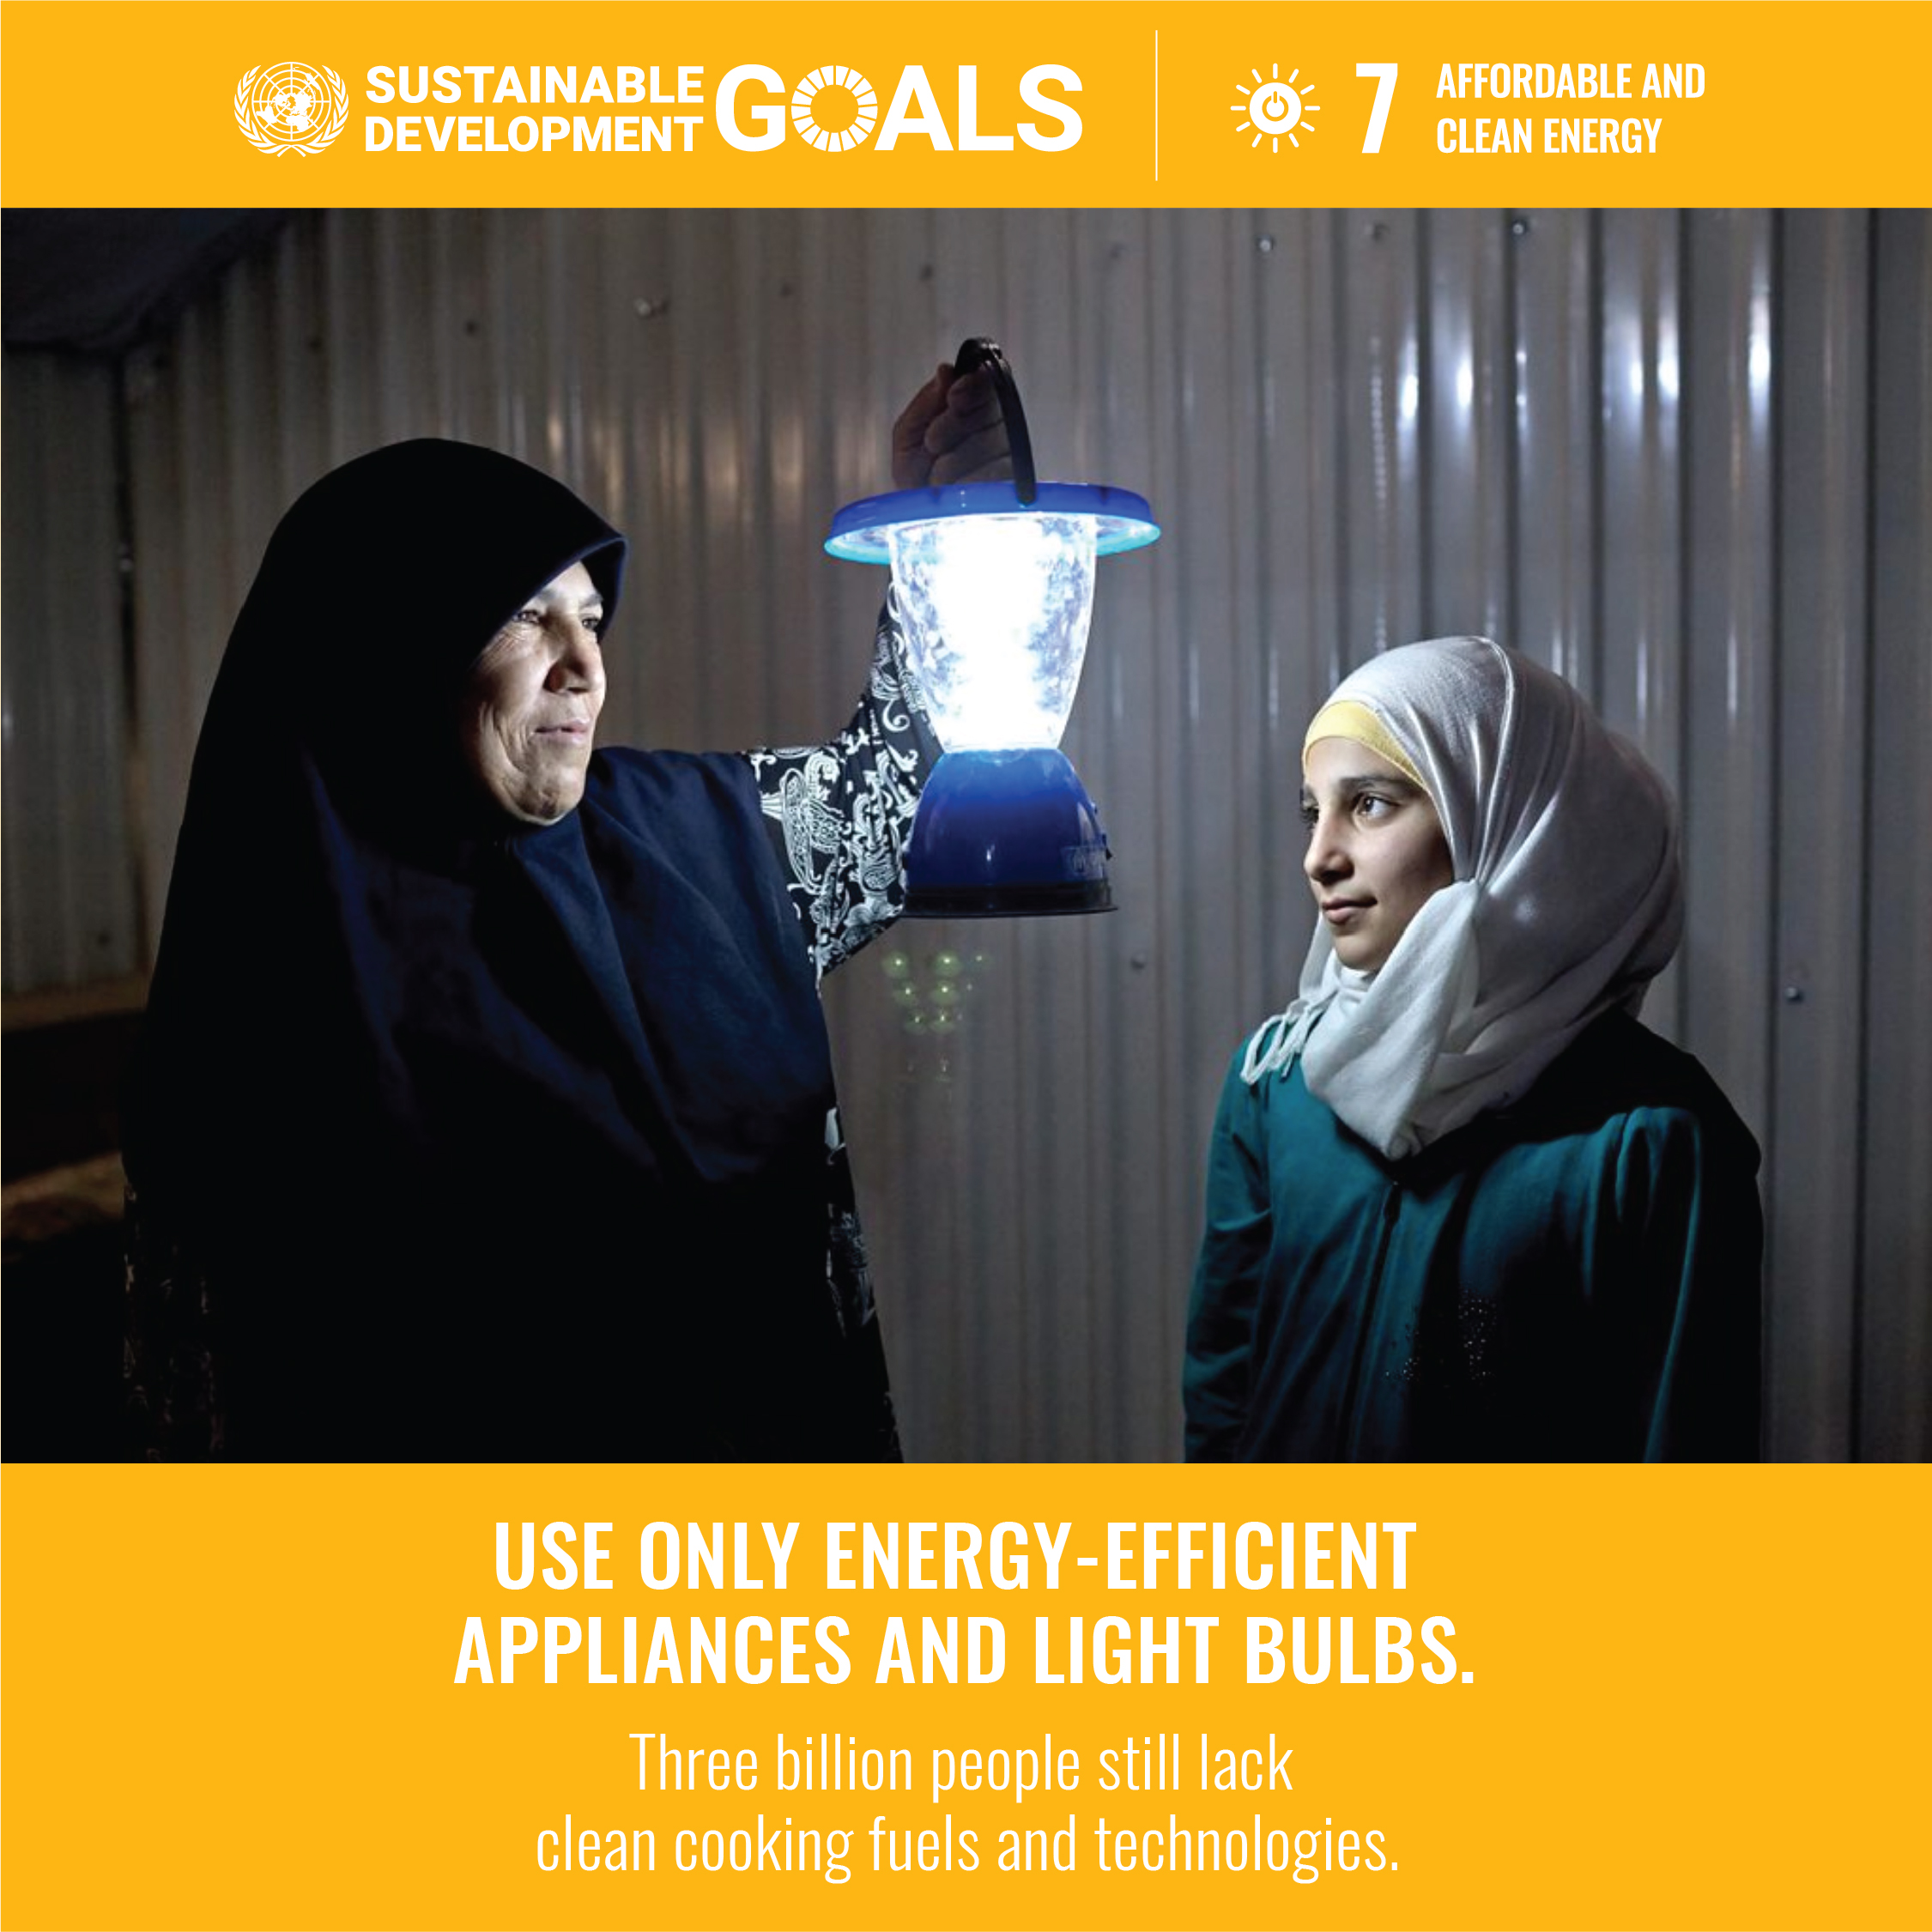 SUSTAINABLE
DEVELOPMENT
GOALS
7
AFFORDABLE AND
CLEAN ENERGY
USE ONLY ENERGY-EFFICIENT
APPLIANCES AND LIGHT BULBS.
Three billion people still lack
clean cooking fuels and technologies.